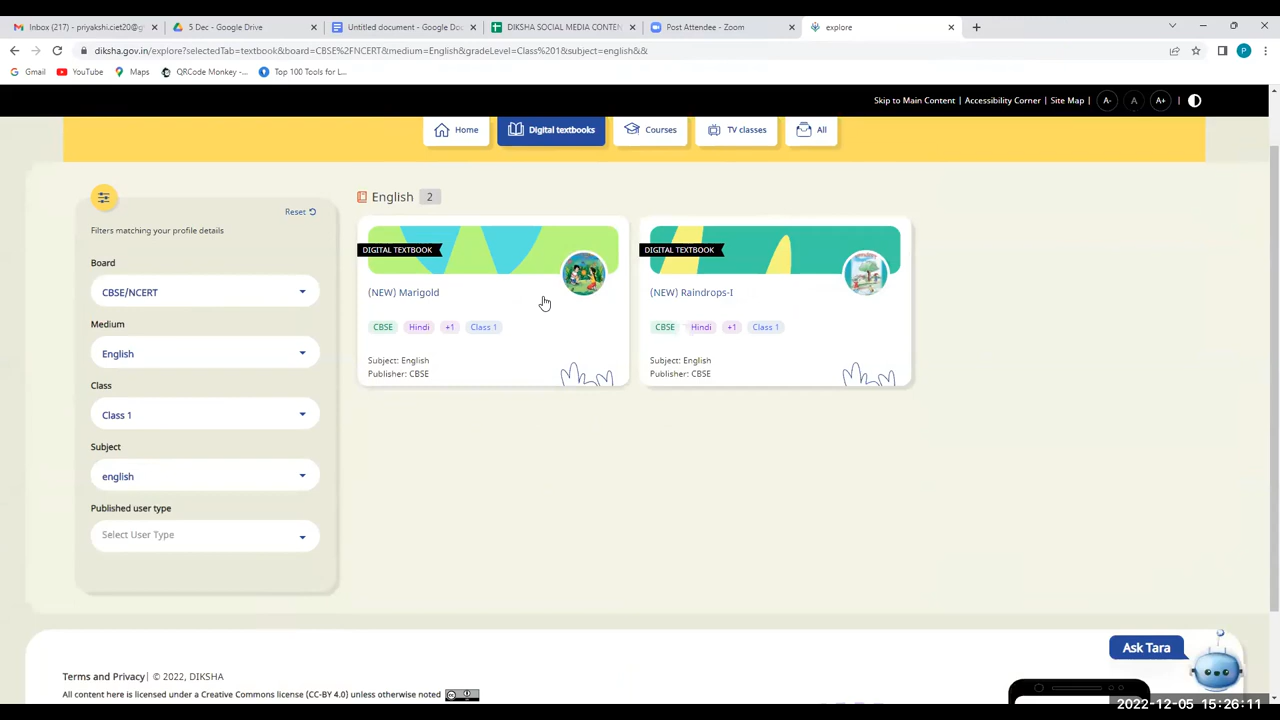 Inbox (217) - priyakshi.ciet20@g
5 Dec - Google Drive
Untitled document - Google Doc
DIKSHA SOCIAL MEDIA CONTEN
Post Attendee - Zoom
explore
diksha.gov.in/explore?selectedTab=textbook&board=CBSE%2FNCERT&medium=English&gradeLevel=Class%201&subject=english&&
P
Gmail
YouTube
Maps
QRCode Monkey -...
Top 100 Tools for L...
Skip to Main Content | Accessibility Corner | Site Map |
A-
A
A+
Home
Digital textbooks
Courses
TV classes
All
English 2
Reset
Filters matching your profile details
Board
CBSE/NCERT
Medium
English
Class
Class 1
Subject
english
Published user type
Select User Type
DIGITAL TEXTBOOK
(NEW) Marigold
CBSE Hindi +1 Class 1
Subject: English
Publisher: CBSE
DIGITAL TEXTBOOK
(NEW) Raindrops-I
CBSE Hindi +1 Class 1
Subject: English
Publisher: CBSE
Ask Tara
Terms and Privacy| © 2022, DIKSHA
All content here is licensed under a Creative Commons license (CC-BY 4.0) unless otherwise noted
2022-12-05 15:26:11